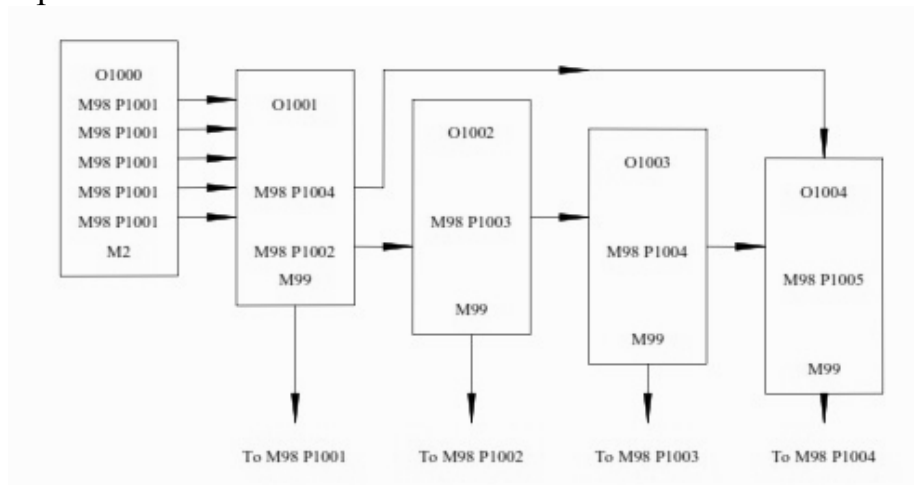 O1000
M98 P1001
M98 P1001
M98 P1001
M98 P1001
M98 P1001
M2
O1001
M98 P1004
M98 P1002
M99
O1002
M98 P1003
M99
O1003
M98 P1004
M99
O1004
M98 P1005
M99
To M98 P1001
To M98 P1002
To M98 P1003
To M98 P1004